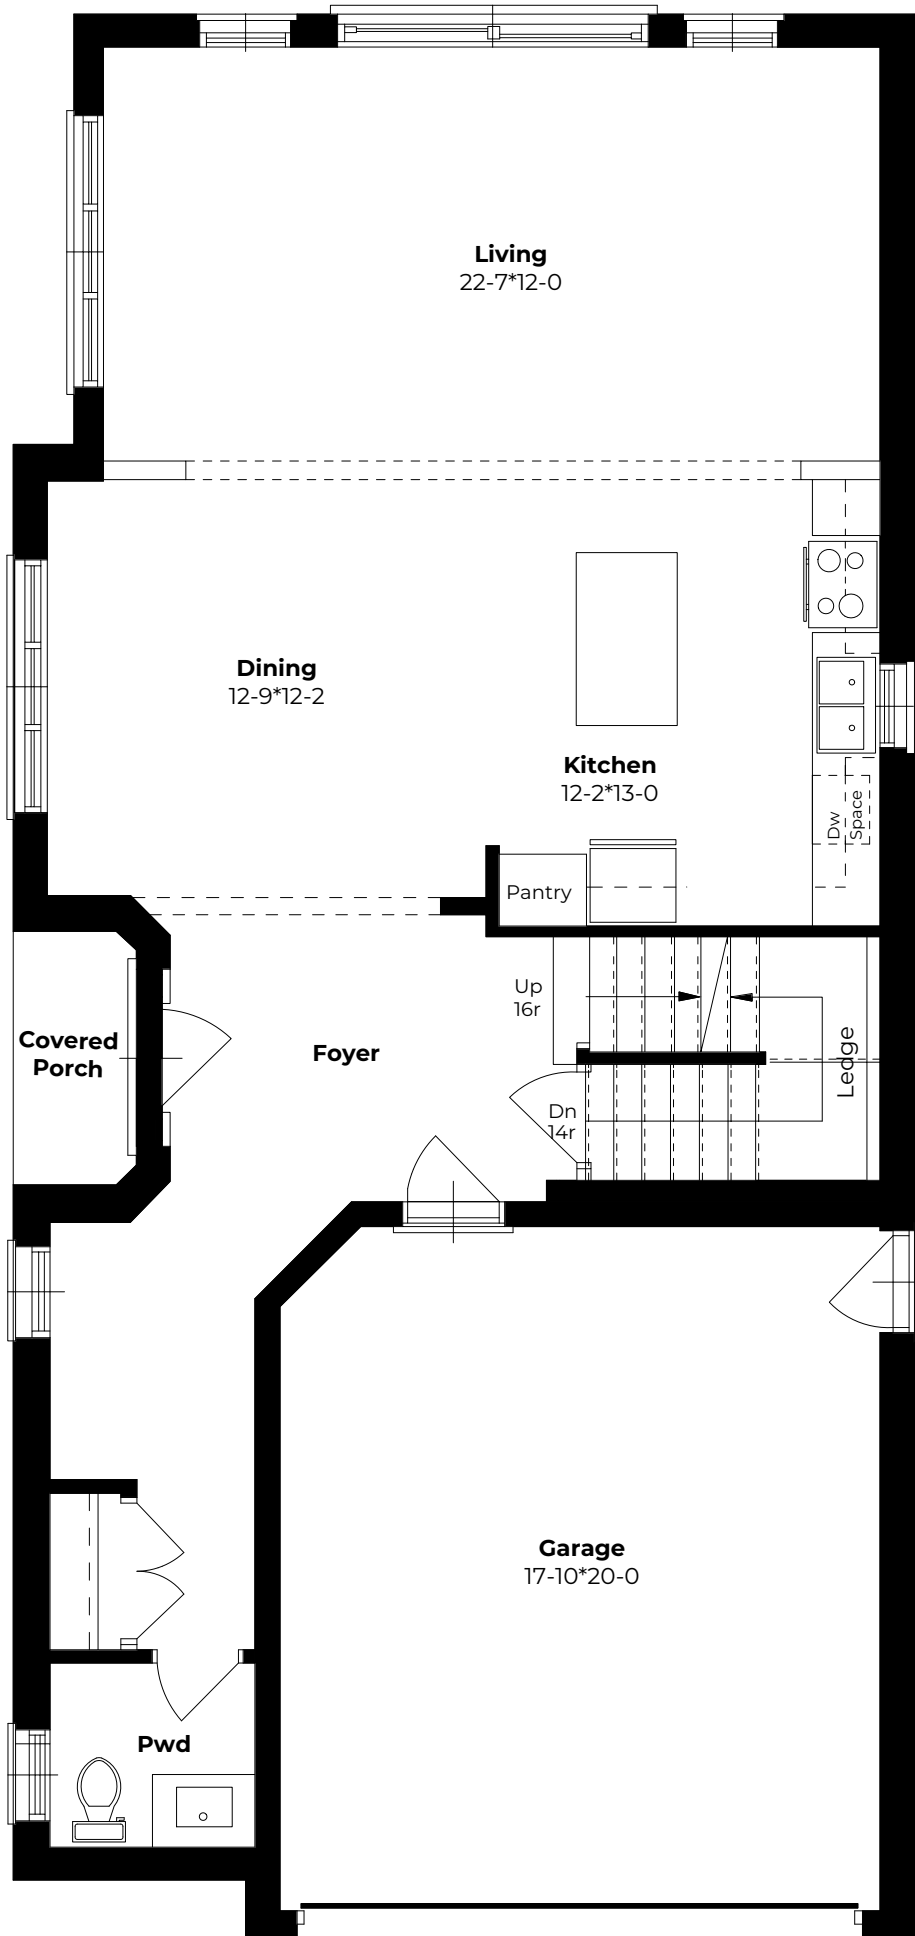 Living
22-7*12-0
Dining
12-9*12-2
Kitchen
12-2*13-0
Dw
Space
Pantry
Up
16r
Covered
Porch
Foyer
Ledge
Dn
14r
Garage
17-10*20-0
Pwd